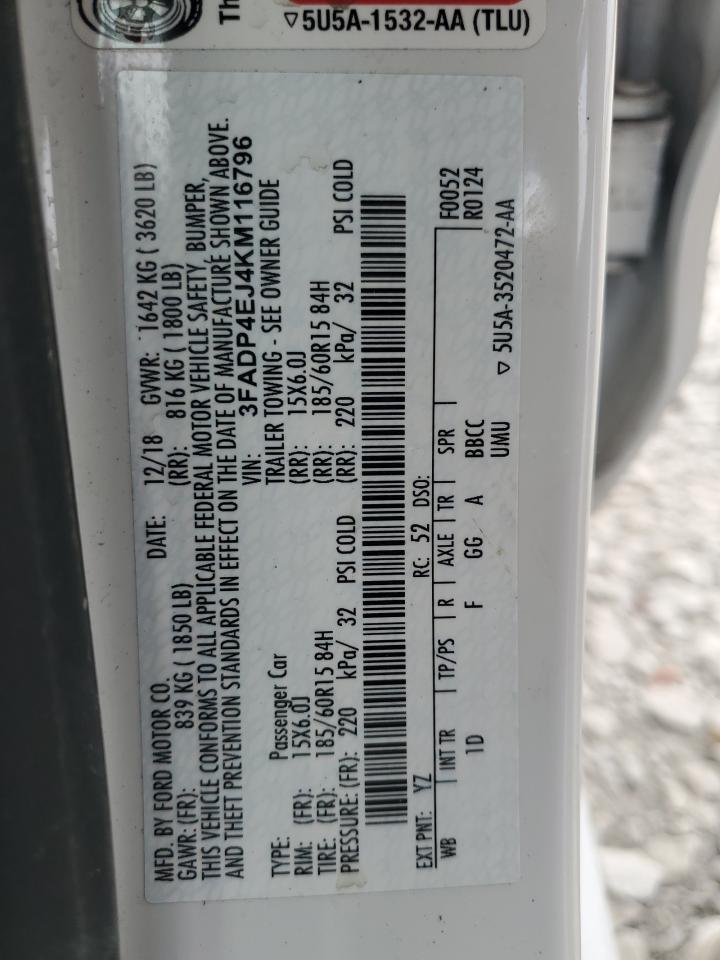 Th
▽5U5A-1532-AA (TLU)
MFD. BY FORD MOTOR CO. DATE: 12/18 GVWR: 1642 KG ( 3620 LB)
GAWR: (FR): 839 KG ( 1850 LB) (RR): 816 KG ( 1800 LB)
THIS VEHICLE CONFORMS TO ALL APPLICABLE FEDERAL MOTOR VEHICLE SAFETY, BUMPER,
AND THEFT PREVENTION STANDARDS IN EFFECT ON THE DATE OF MANUFACTURE SHOWN ABOVE.
VIN: 3FADP4EJ4KM116796
TYPE: Passenger Car TRAILER TOWING - SEE OWNER GUIDE
RIM: (FR): 15X6.0J (RR): 15X6.0J
TIRE: (FR): 185/60R15 84H (RR): 185/60R15 84H
PRESSURE: (FR): 220 kPa/ 32 PSI COLD (RR): 220 kPa/ 32 PSI COLD
EXT PNT: YZ RC: 52 DSO: F0052
WB INT TR TP/PS R AXLE TR SPR R0124
1D F GG A BBCC
UMU
▽ 5U5A-3520472-AA